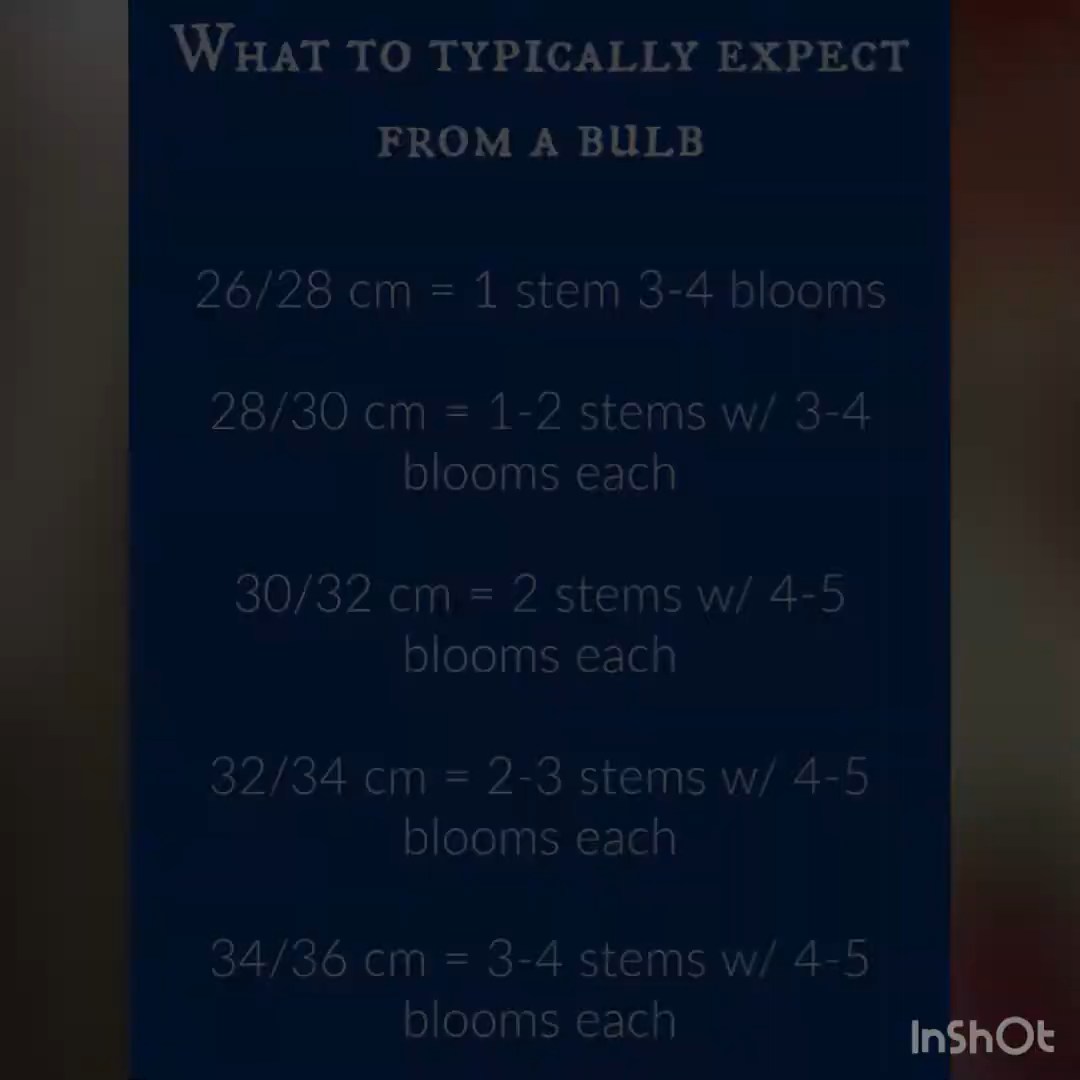 What to typically expect
from a bulb
26/28 cm = 1 stem 3-4 blooms
28/30 cm = 1-2 stems w/ 3-4
blooms each
30/32 cm = 2 stems w/ 4-5
blooms each
32/34 cm = 2-3 stems w/ 4-5
blooms each
34/36 cm = 3-4 stems w/ 4-5
blooms each
InShOt